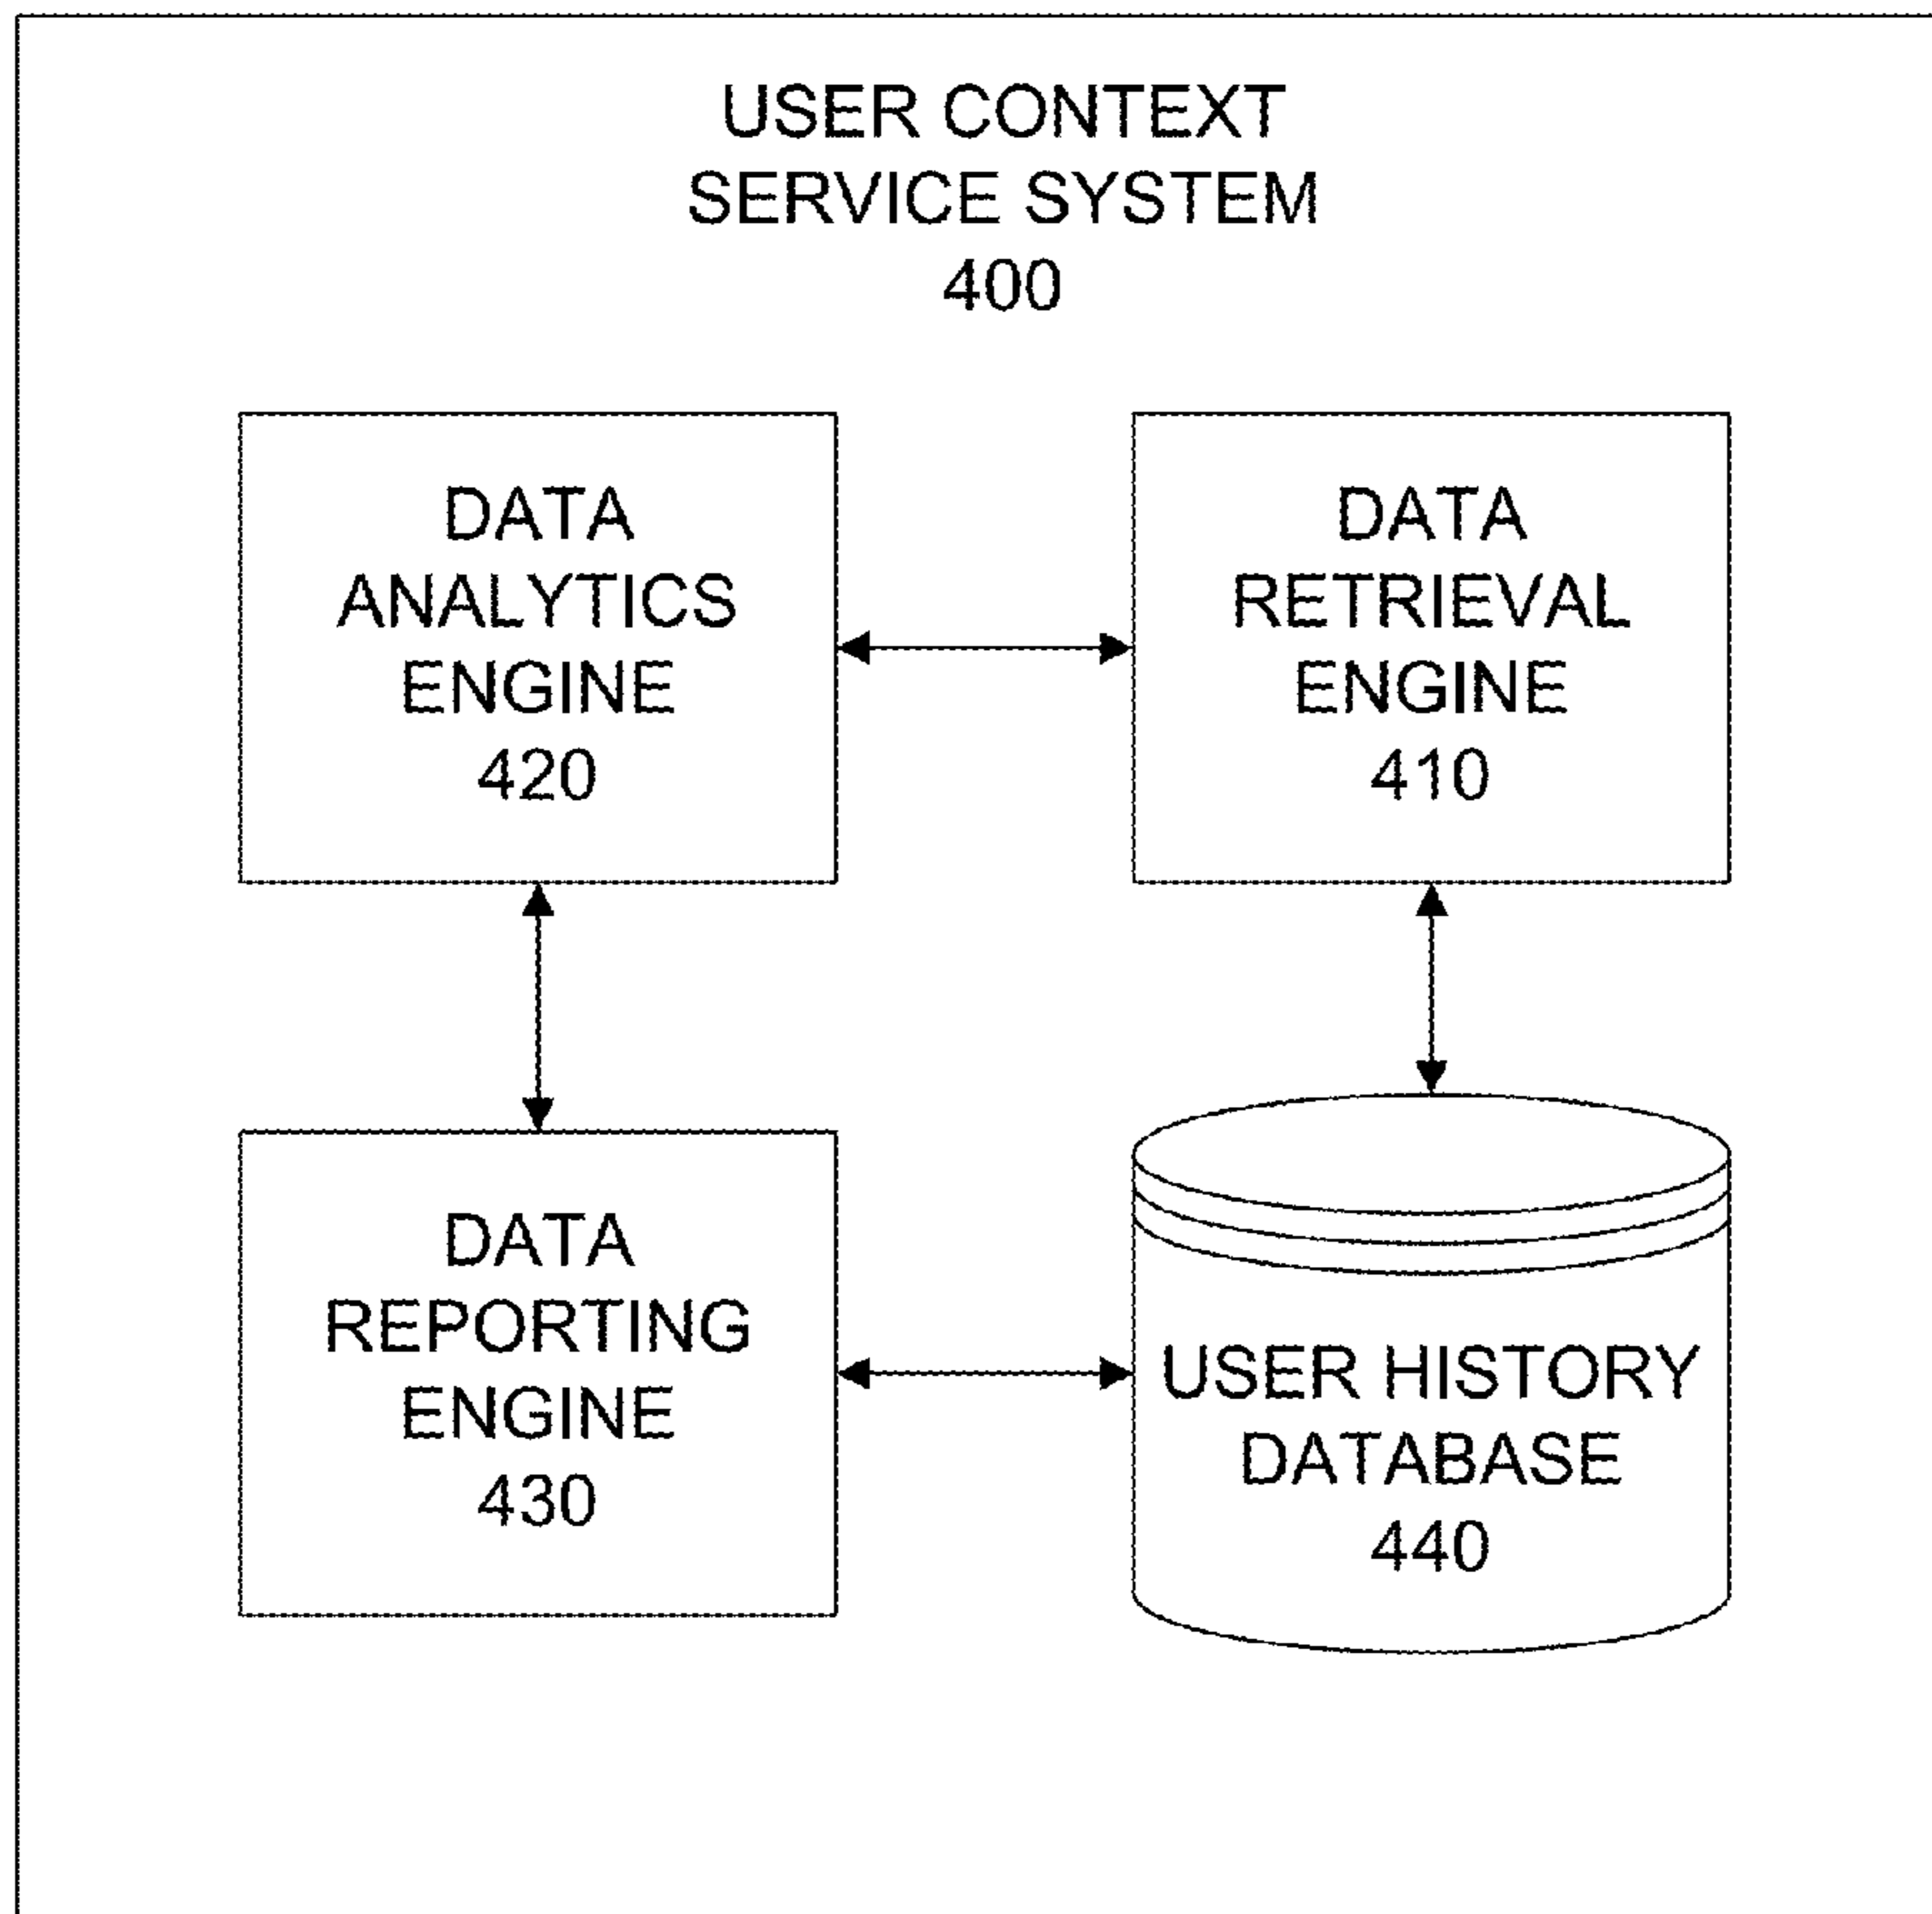 USER CONTEXT
SERVICE SYSTEM
400
DATA
ANALYTICS
ENGINE
420
DATA
RETRIEVAL
ENGINE
410
DATA
REPORTING
ENGINE
430
USER HISTORY
DATABASE
440